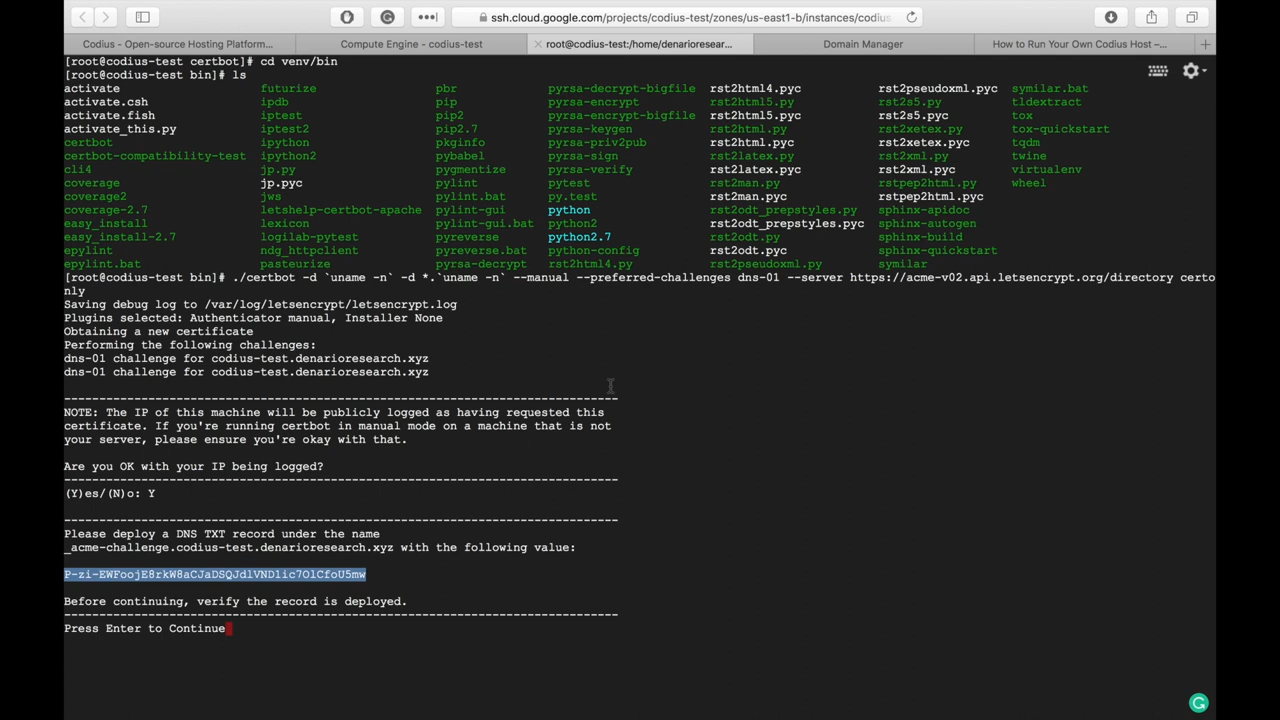 ssh.cloud.google.com/projects/codius-test/zones/us-east1-b/instances/codius
Codius - Open-source Hosting Platform...
Compute Engine - codius-test
root@codius-test:/home/denarioresear...
Domain Manager
How to Run Your Own Codius Host –...
[root@codius-test certbot]# cd venv/bin
[root@codius-test bin]# ls
activate futurize pbr pyrsa-decrypt-bigfile rst2html4.pyc rst2pseudoxml.pyc symilar.bat
activate.csh ipdb pip pyrsa-encrypt rst2html5.py rst2s5.py tldextract
activate.fish iptest pip2 pyrsa-encrypt-bigfile rst2html5.pyc rst2s5.pyc tox
activate_this.py iptest2 pip2.7 pyrsa-keygen rst2html.py rst2xetex.py tox-quickstart
certbot ipython pkginfo pyrsa-priv2pub rst2html.pyc rst2xetex.pyc tqdm
certbot-compatibility-test ipython2 pybabel pyrsa-sign rst2latex.py rst2xml.py twine
cli4 jp.py pygmentize pyrsa-verify rst2latex.pyc rst2xml.pyc virtualenv
coverage jp.pyc pylint pytest rst2man.py rstpep2html.py wheel
coverage2 jws pylint.bat py.test rst2man.pyc rstpep2html.pyc
coverage-2.7 letshelp-certbot-apache pylint-gui python rst2odt_prepstyles.py sphinx-apidoc
easy_install lexicon pylint-gui.bat python2 rst2odt_prepstyles.pyc sphinx-autogen
easy_install-2.7 logilab-pytest pyreverse python2.7 rst2odt.py sphinx-build
epylint ndg_httpclient pyreverse.bat python-config rst2odt.pyc sphinx-quickstart
epylint.bat pasteurize pyrsa-decrypt rst2html4.py rst2pseudoxml.py symilar
[root@codius-test bin]# ./certbot -d `uname -n` -d *.`uname -n` --manual --preferred-challenges dns-01 --server https://acme-v02.api.letsencrypt.org/directory certo
nly
Saving debug log to /var/log/letsencrypt/letsencrypt.log
Plugins selected: Authenticator manual, Installer None
Obtaining a new certificate
Performing the following challenges:
dns-01 challenge for codius-test.denarioresearch.xyz
dns-01 challenge for codius-test.denarioresearch.xyz
-------------------------------------------------------------------------------
NOTE: The IP of this machine will be publicly logged as having requested this
certificate. If you're running certbot in manual mode on a machine that is not
your server, please ensure you're okay with that.
Are you OK with your IP being logged?
-------------------------------------------------------------------------------
(Y)es/(N)o: Y
-------------------------------------------------------------------------------
Please deploy a DNS TXT record under the name
_acme-challenge.codius-test.denarioresearch.xyz with the following value:
P-zi-EWFoojE8rkW8aCJaDSQJdlVND1ic7OlCfoU5mw
Before continuing, verify the record is deployed.
-------------------------------------------------------------------------------
Press Enter to Continue